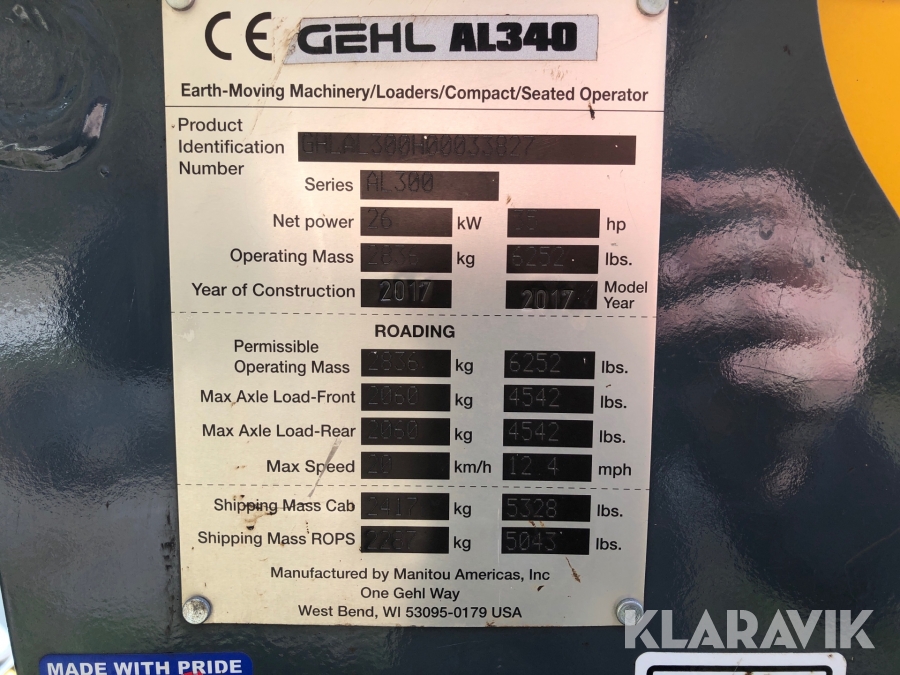 CE GEHL AL340
Earth-Moving Machinery/Loaders/Compact/Seated Operator
Product
Identification
Number GHLAL300H00033827
Series AL300
Net power 26 kW hp
Operating Mass 2836 kg 6252 lbs.
Year of Construction 2017 2017 Model
Year
ROADING
Permissible
Operating Mass 2836 kg 6252 lbs.
Max Axle Load-Front 2060 kg 4542 lbs.
Max Axle Load-Rear 2060 kg 4542 lbs.
Max Speed 20 km/h 12.4 mph
Shipping Mass Cab 2417 kg 5328 lbs.
Shipping Mass ROPS 2287 kg 5043 lbs.
Manufactured by Manitou Americas, Inc
One Gehl Way
West Bend, WI 53095-0179 USA
KLARAVIK
MADE WITH PRIDE